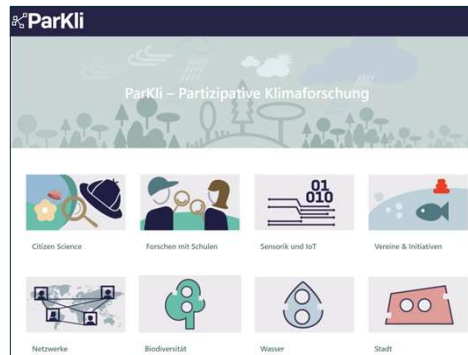 ParKli
ParKli – Partizipative Klimaforschung
01
010
Citizen Science
Forschen mit Schulen
Sensorik und IoT
Vereine & Initiativen
Netzwerke
Biodiversität
Wasser
Stadt